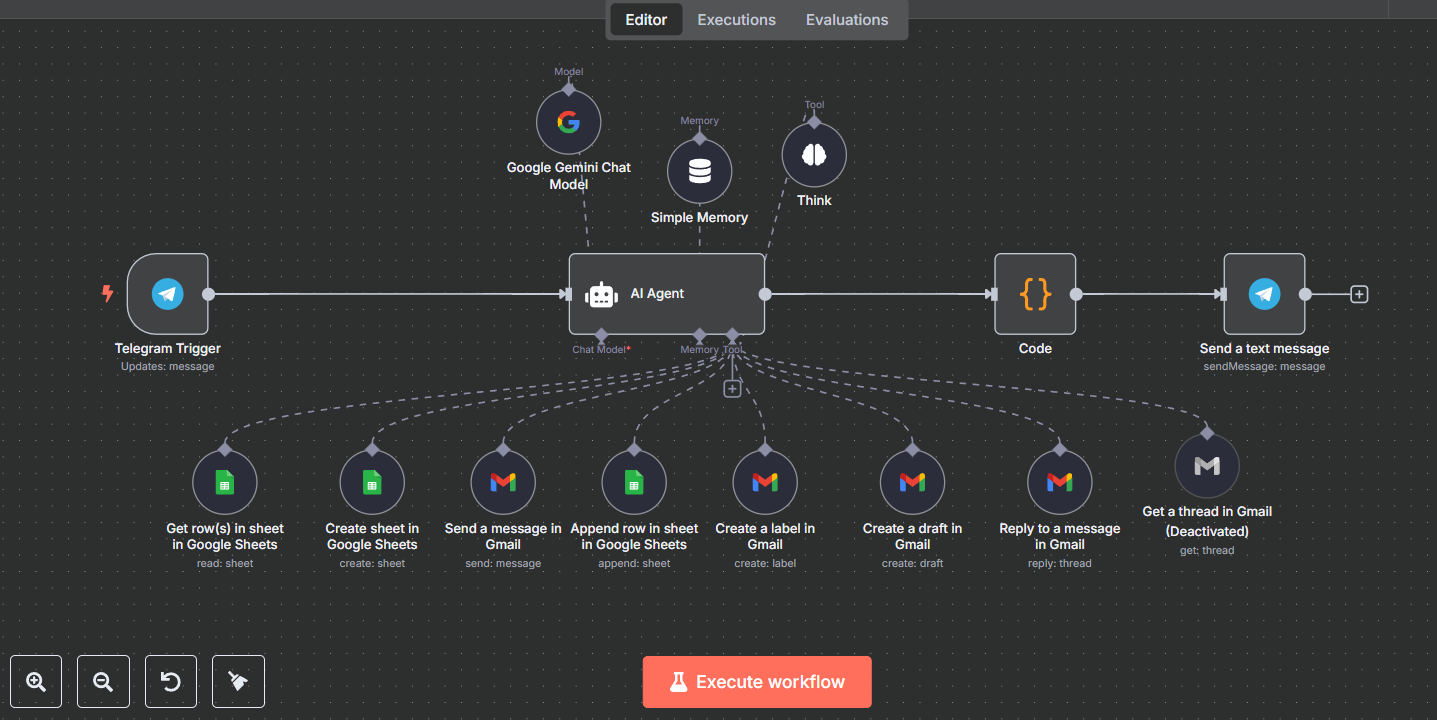 Editor Executions Evaluations
Model
Google Gemini Chat
Model
Memory
Simple Memory
Tool
Think
Telegram Trigger
Updates: message
AI Agent
Chat Model*
Memory
Tool
Code
Send a text message
sendMessage: message
Get row(s) in sheet
in Google Sheets
read: sheet
Create sheet in
Google Sheets
create: sheet
Send a message in
Gmail
send: message
Append row in sheet
in Google Sheets
append: sheet
Create a label in
Gmail
create: label
Create a draft in
Gmail
create: draft
Reply to a message
in Gmail
reply: thread
Get a thread in Gmail
(Deactivated)
get: thread
Execute workflow